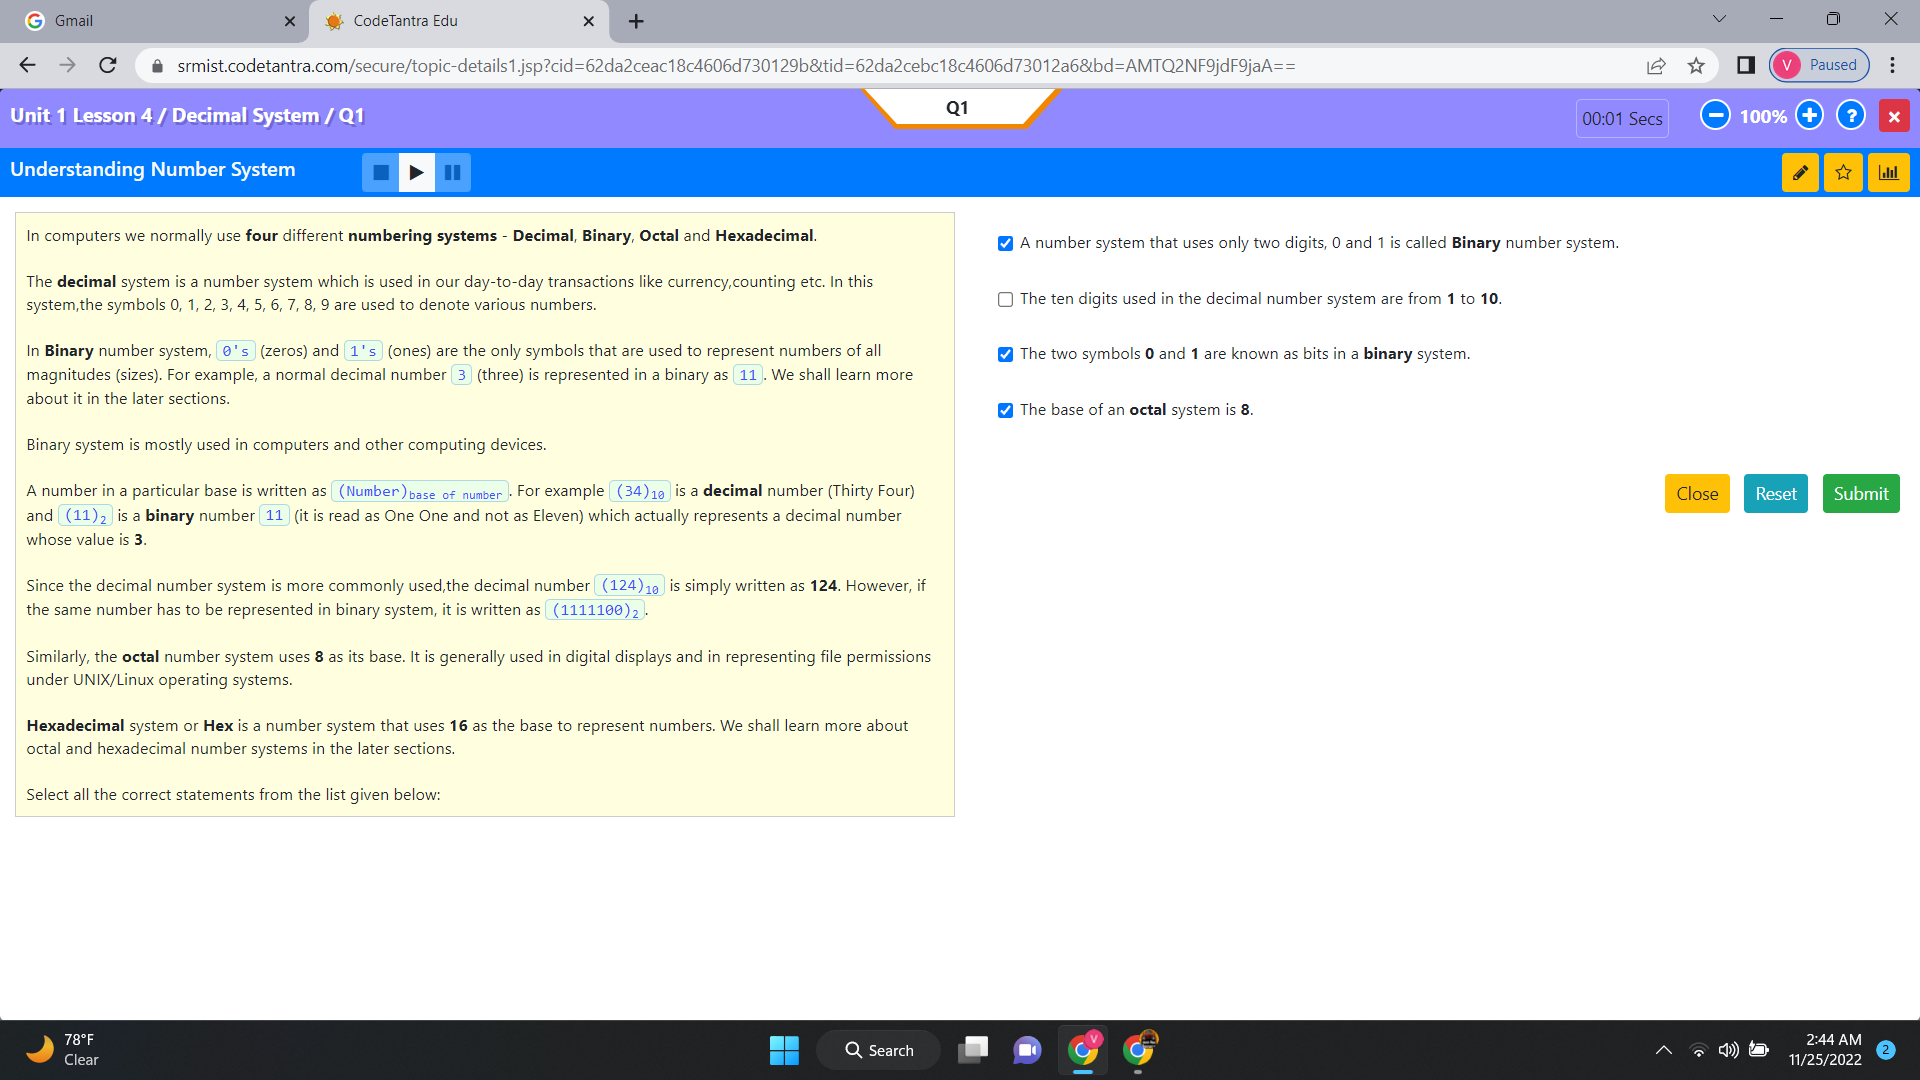 Gmail
CodeTantra Edu
srmist.codetantra.com/secure/topic-details1.jsp?cid=62da2ceac18c4606d730129b&tid=62da2cebc18c4606d73012a6&bd=AMTQ2NF9jdF9jaA==
V
Paused
Unit 1 Lesson 4 / Decimal System / Q1
Q1
00:01 Secs
100%
?
Understanding Number System
In computers we normally use four different numbering systems - Decimal, Binary, Octal and Hexadecimal.
The decimal system is a number system which is used in our day-to-day transactions like currency,counting etc. In this
system,the symbols 0, 1, 2, 3, 4, 5, 6, 7, 8, 9 are used to denote various numbers.
In Binary number system, 0's (zeros) and 1's (ones) are the only symbols that are used to represent numbers of all
magnitudes (sizes). For example, a normal decimal number 3 (three) is represented in a binary as 11. We shall learn more
about it in the later sections.
Binary system is mostly used in computers and other computing devices.
A number in a particular base is written as (Number)base of number. For example (34)10 is a decimal number (Thirty Four)
and (11)2 is a binary number 11 (it is read as One One and not as Eleven) which actually represents a decimal number
whose value is 3.
Since the decimal number system is more commonly used,the decimal number (124)10 is simply written as 124. However, if
the same number has to be represented in binary system, it is written as (1111100)2.
Similarly, the octal number system uses 8 as its base. It is generally used in digital displays and in representing file permissions
under UNIX/Linux operating systems.
Hexadecimal system or Hex is a number system that uses 16 as the base to represent numbers. We shall learn more about
octal and hexadecimal number systems in the later sections.
Select all the correct statements from the list given below:
A number system that uses only two digits, 0 and 1 is called Binary number system.
The ten digits used in the decimal number system are from 1 to 10.
The two symbols 0 and 1 are known as bits in a binary system.
The base of an octal system is 8.
Close
Reset
Submit
78°F
Clear
Search
V
2:44 AM
11/25/2022
2